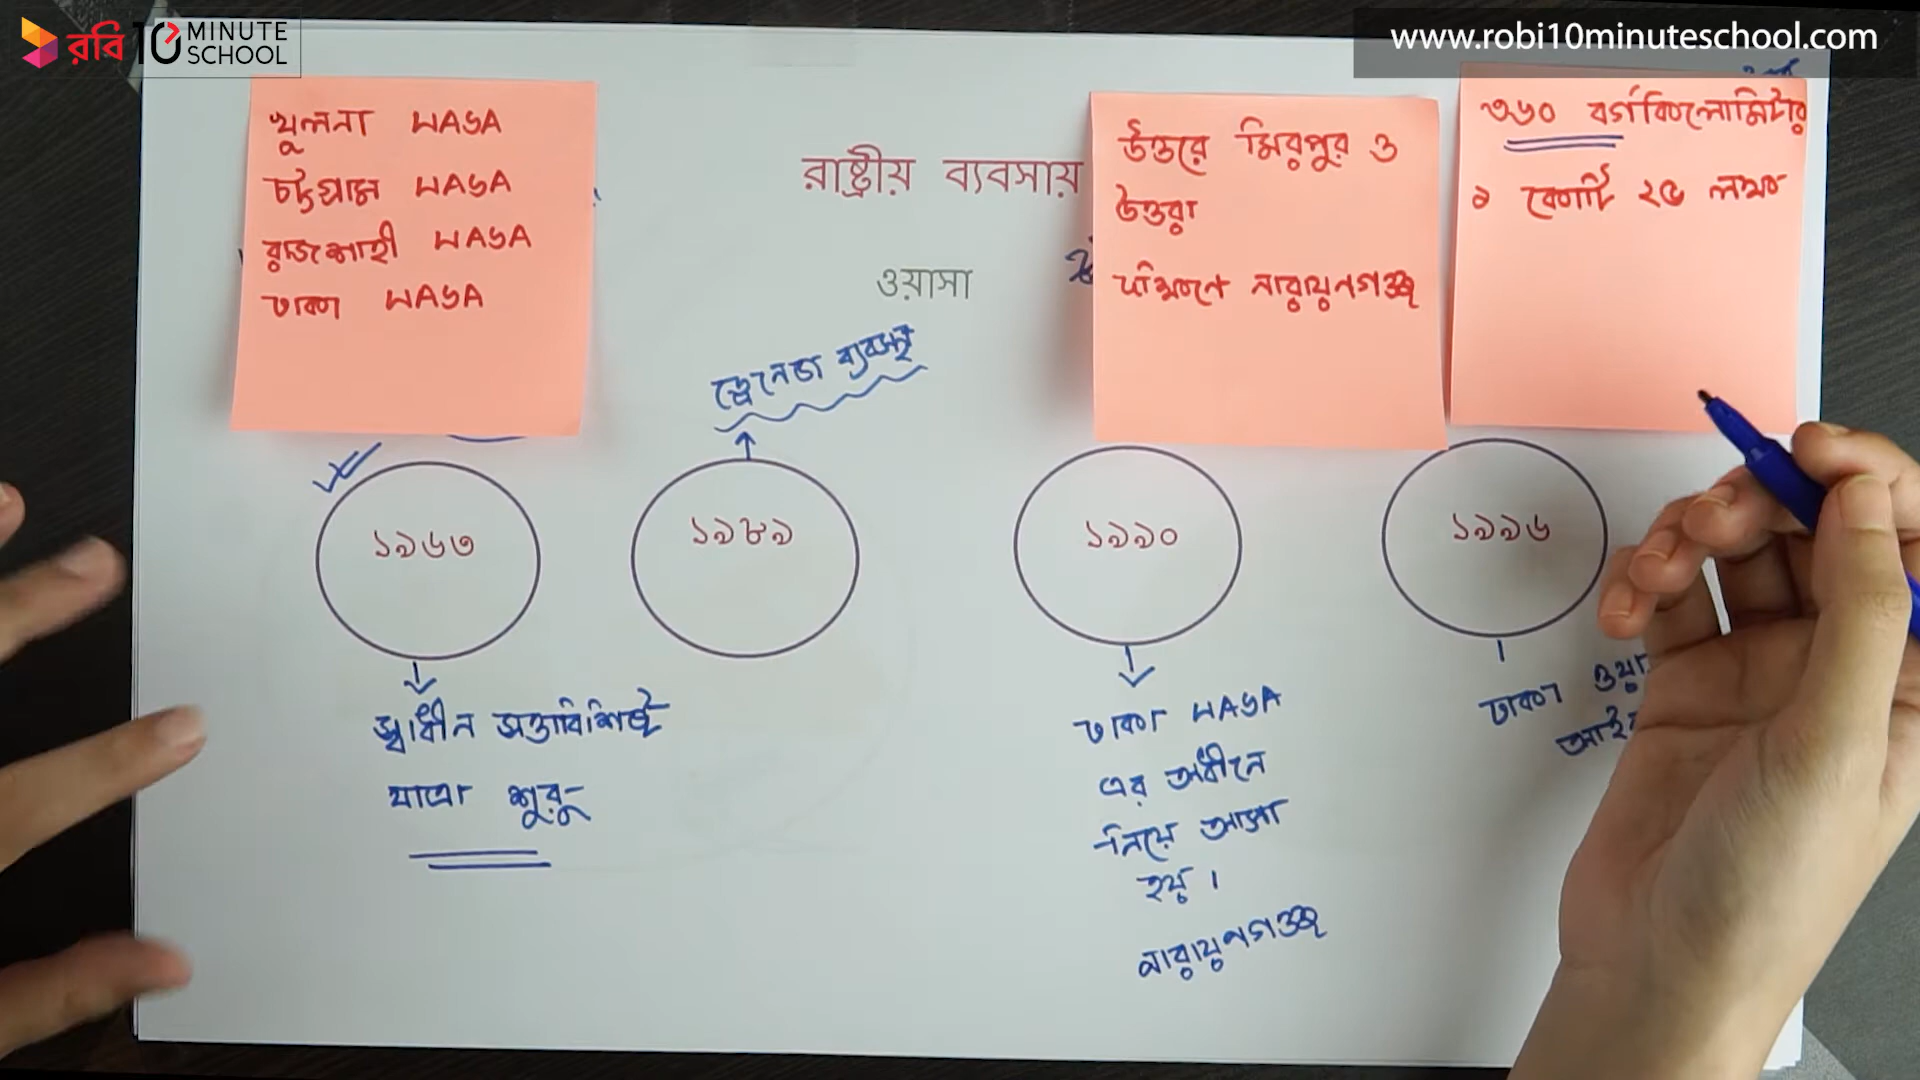 রবি 10 MINUTE SCHOOL
www.robi10minuteschool.com
খুলনা WASA
চট্টগ্রাম WASA
রাজশাহী WASA
ঢাকা WASA
রাষ্ট্রীয় ব্যবসায়
ওয়াসা
উত্তরে মিরপুর ও
উত্তরা
দক্ষিণে নারায়ণগঞ্জ
৩৬০ বর্গকিলোমিটার
১ কোটি ২৫ লক্ষ
ড্রেনেজ ব্যবস্থা
১৯৬৩
১৯৮৯
১৯৯০
১৯৯৬
স্বাধীন সত্তাবিশিষ্ট
যাত্রা শুরু
ঢাকা WASA
এর অধীনে
নিয়ে আসা
হয়।
নারায়ণগঞ্জ
ঢাকা